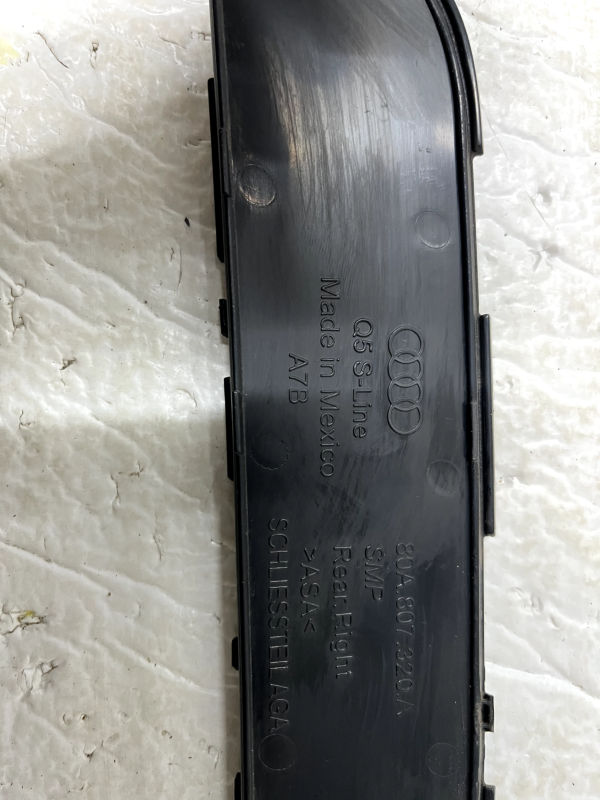 Q5 S-Line
Made in Mexico
A7B
80A.807.320.A
SMP
Rear.Right
>ASA<
SCHLIESSTEIL.AGA